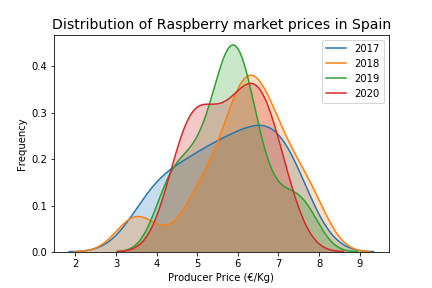 Distribution of Raspberry market prices in Spain
2017
2018
2019
2020
Frequency
0.4
0.3
0.2
0.1
0.0
2 3 4 5 6 7 8 9
Producer Price (€/Kg)